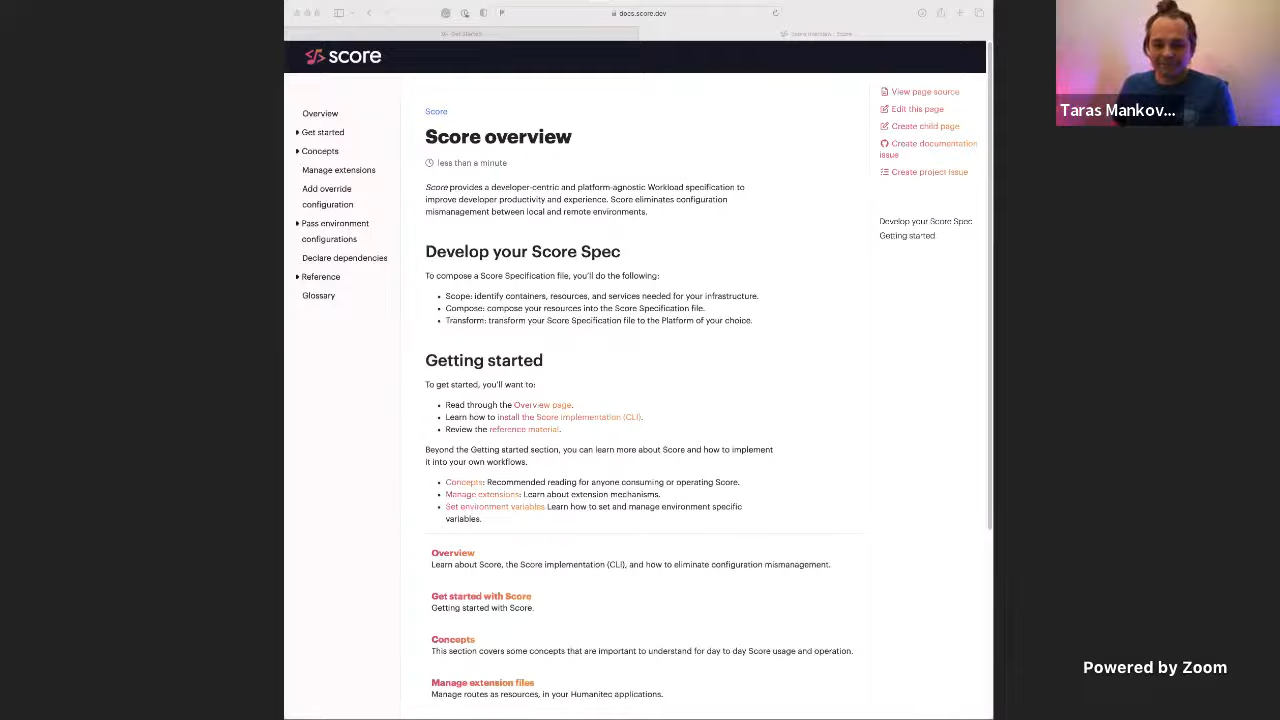 docs.score.dev
Get Started
Score overview - Score
score
Overview
Get started
Concepts
Manage extensions
Add override
configuration
Pass environment
configurations
Declare dependencies
Reference
Glossary
Score
Score overview
less than a minute
Score provides a developer-centric and platform-agnostic Workload specification to
improve developer productivity and experience. Score eliminates configuration
mismanagement between local and remote environments.
Develop your Score Spec
To compose a Score Specification file, you'll do the following:
• Scope: identify containers, resources, and services needed for your infrastructure.
• Compose: compose your resources into the Score Specification file.
• Transform: transform your Score Specification file to the Platform of your choice.
Getting started
To get started, you'll want to:
• Read through the Overview page.
• Learn how to install the Score implementation (CLI).
• Review the reference material.
Beyond the Getting started section, you can learn more about Score and how to implement
it into your own workflows.
• Concepts: Recommended reading for anyone consuming or operating Score.
• Manage extensions: Learn about extension mechanisms.
• Set environment variables Learn how to set and manage environment specific
variables.
Overview
Learn about Score, the Score implementation (CLI), and how to eliminate configuration mismanagement.
Get started with Score
Getting started with Score.
Concepts
This section covers some concepts that are important to understand for day to day Score usage and operation.
Manage extension files
Manage routes as resources, in your Humanitec applications.
View page source
Edit this page
Create child page
Create documentation
issue
Create project issue
Develop your Score Spec
Getting started
Taras Mankov...
Powered by Zoom